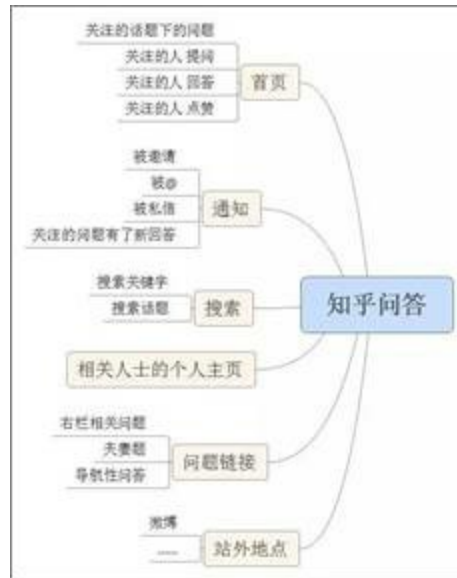 关注的话题下的问题
关注的人 提问
关注的人 回答
关注的人 点赞
首页
被邀请
被@
被私信
关注的问题有了新回答
通知
搜索关键字
搜索话题
搜索
知乎问答
相关人士的个人主页
右栏相关问题
夫妻题
导航性问答
问题链接
微博
......
站外地点